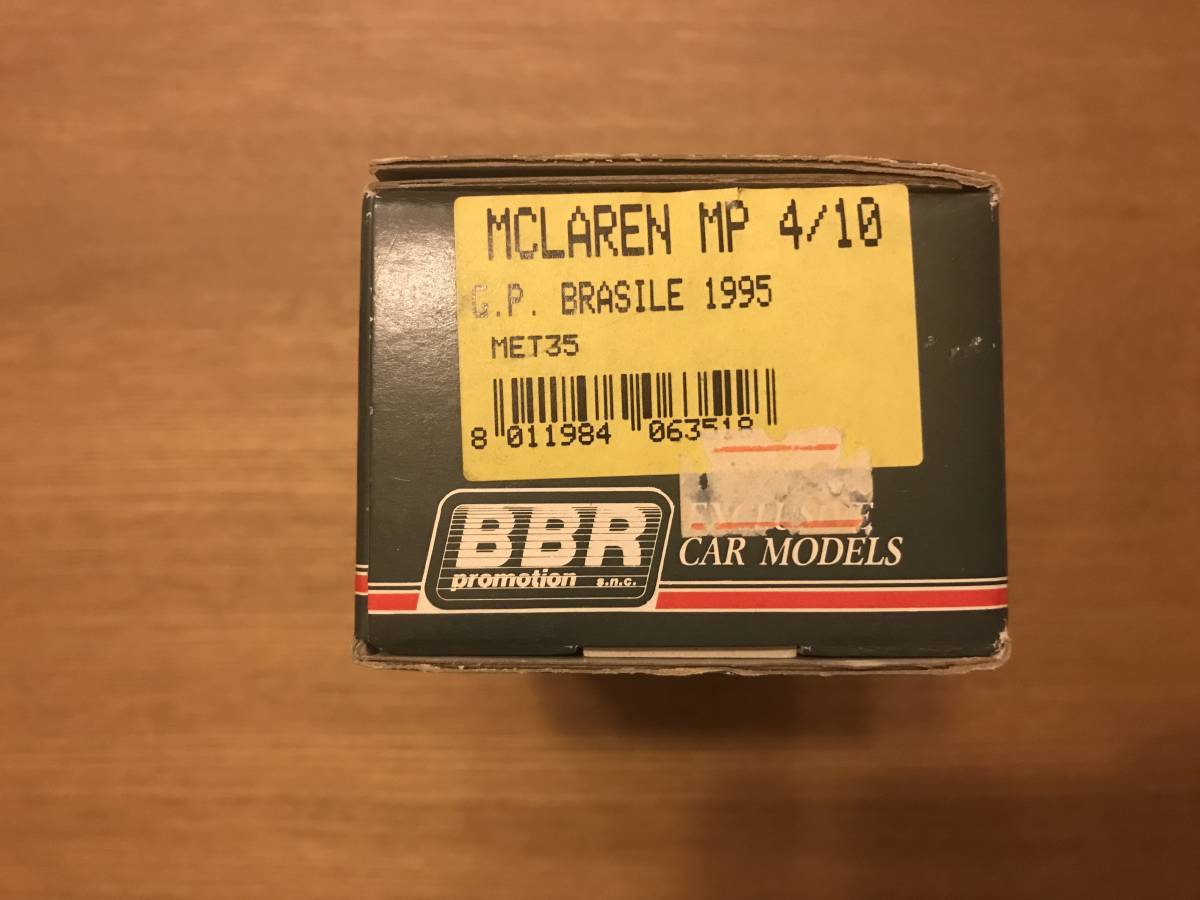 MCLAREN MP 4/10
G.P. BRASILE 1995
MET35
8 011984 063518
BBR
promotion s.n.c.
EXCLUSIVE
CAR MODELS